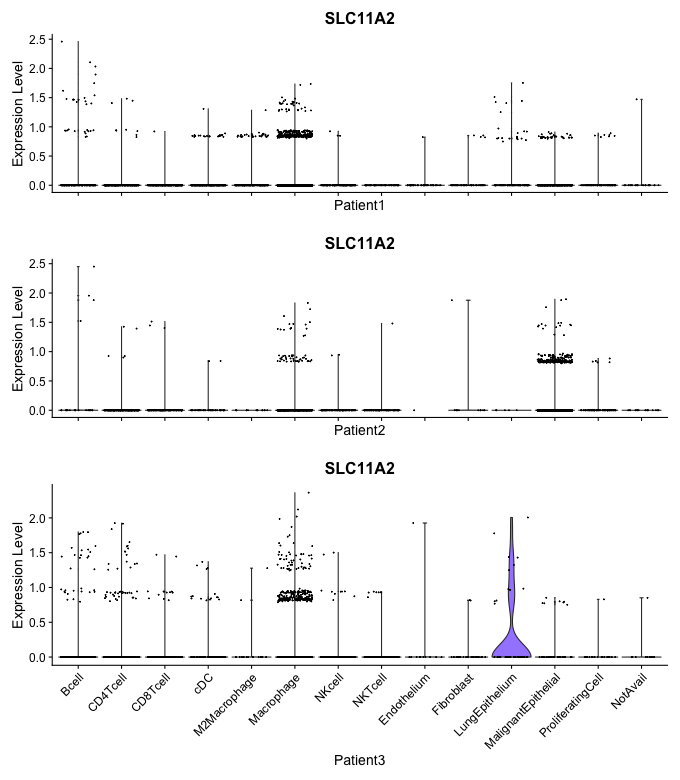 SLC11A2
Expression Level
2.5
2.0
1.5
1.0
0.5
0.0
Patient1
SLC11A2
Expression Level
2.5
2.0
1.5
1.0
0.5
0.0
Patient2
SLC11A2
Expression Level
2.0
1.5
1.0
0.5
0.0
Bcell
CD4Tcell
CD8Tcell
cDC
M2Macrophage
Macrophage
NKcell
NKTcell
Endothelium
Fibroblast
LungEpithelium
MalignantEpithelial
ProliferatingCell
NotAvail
Patient3